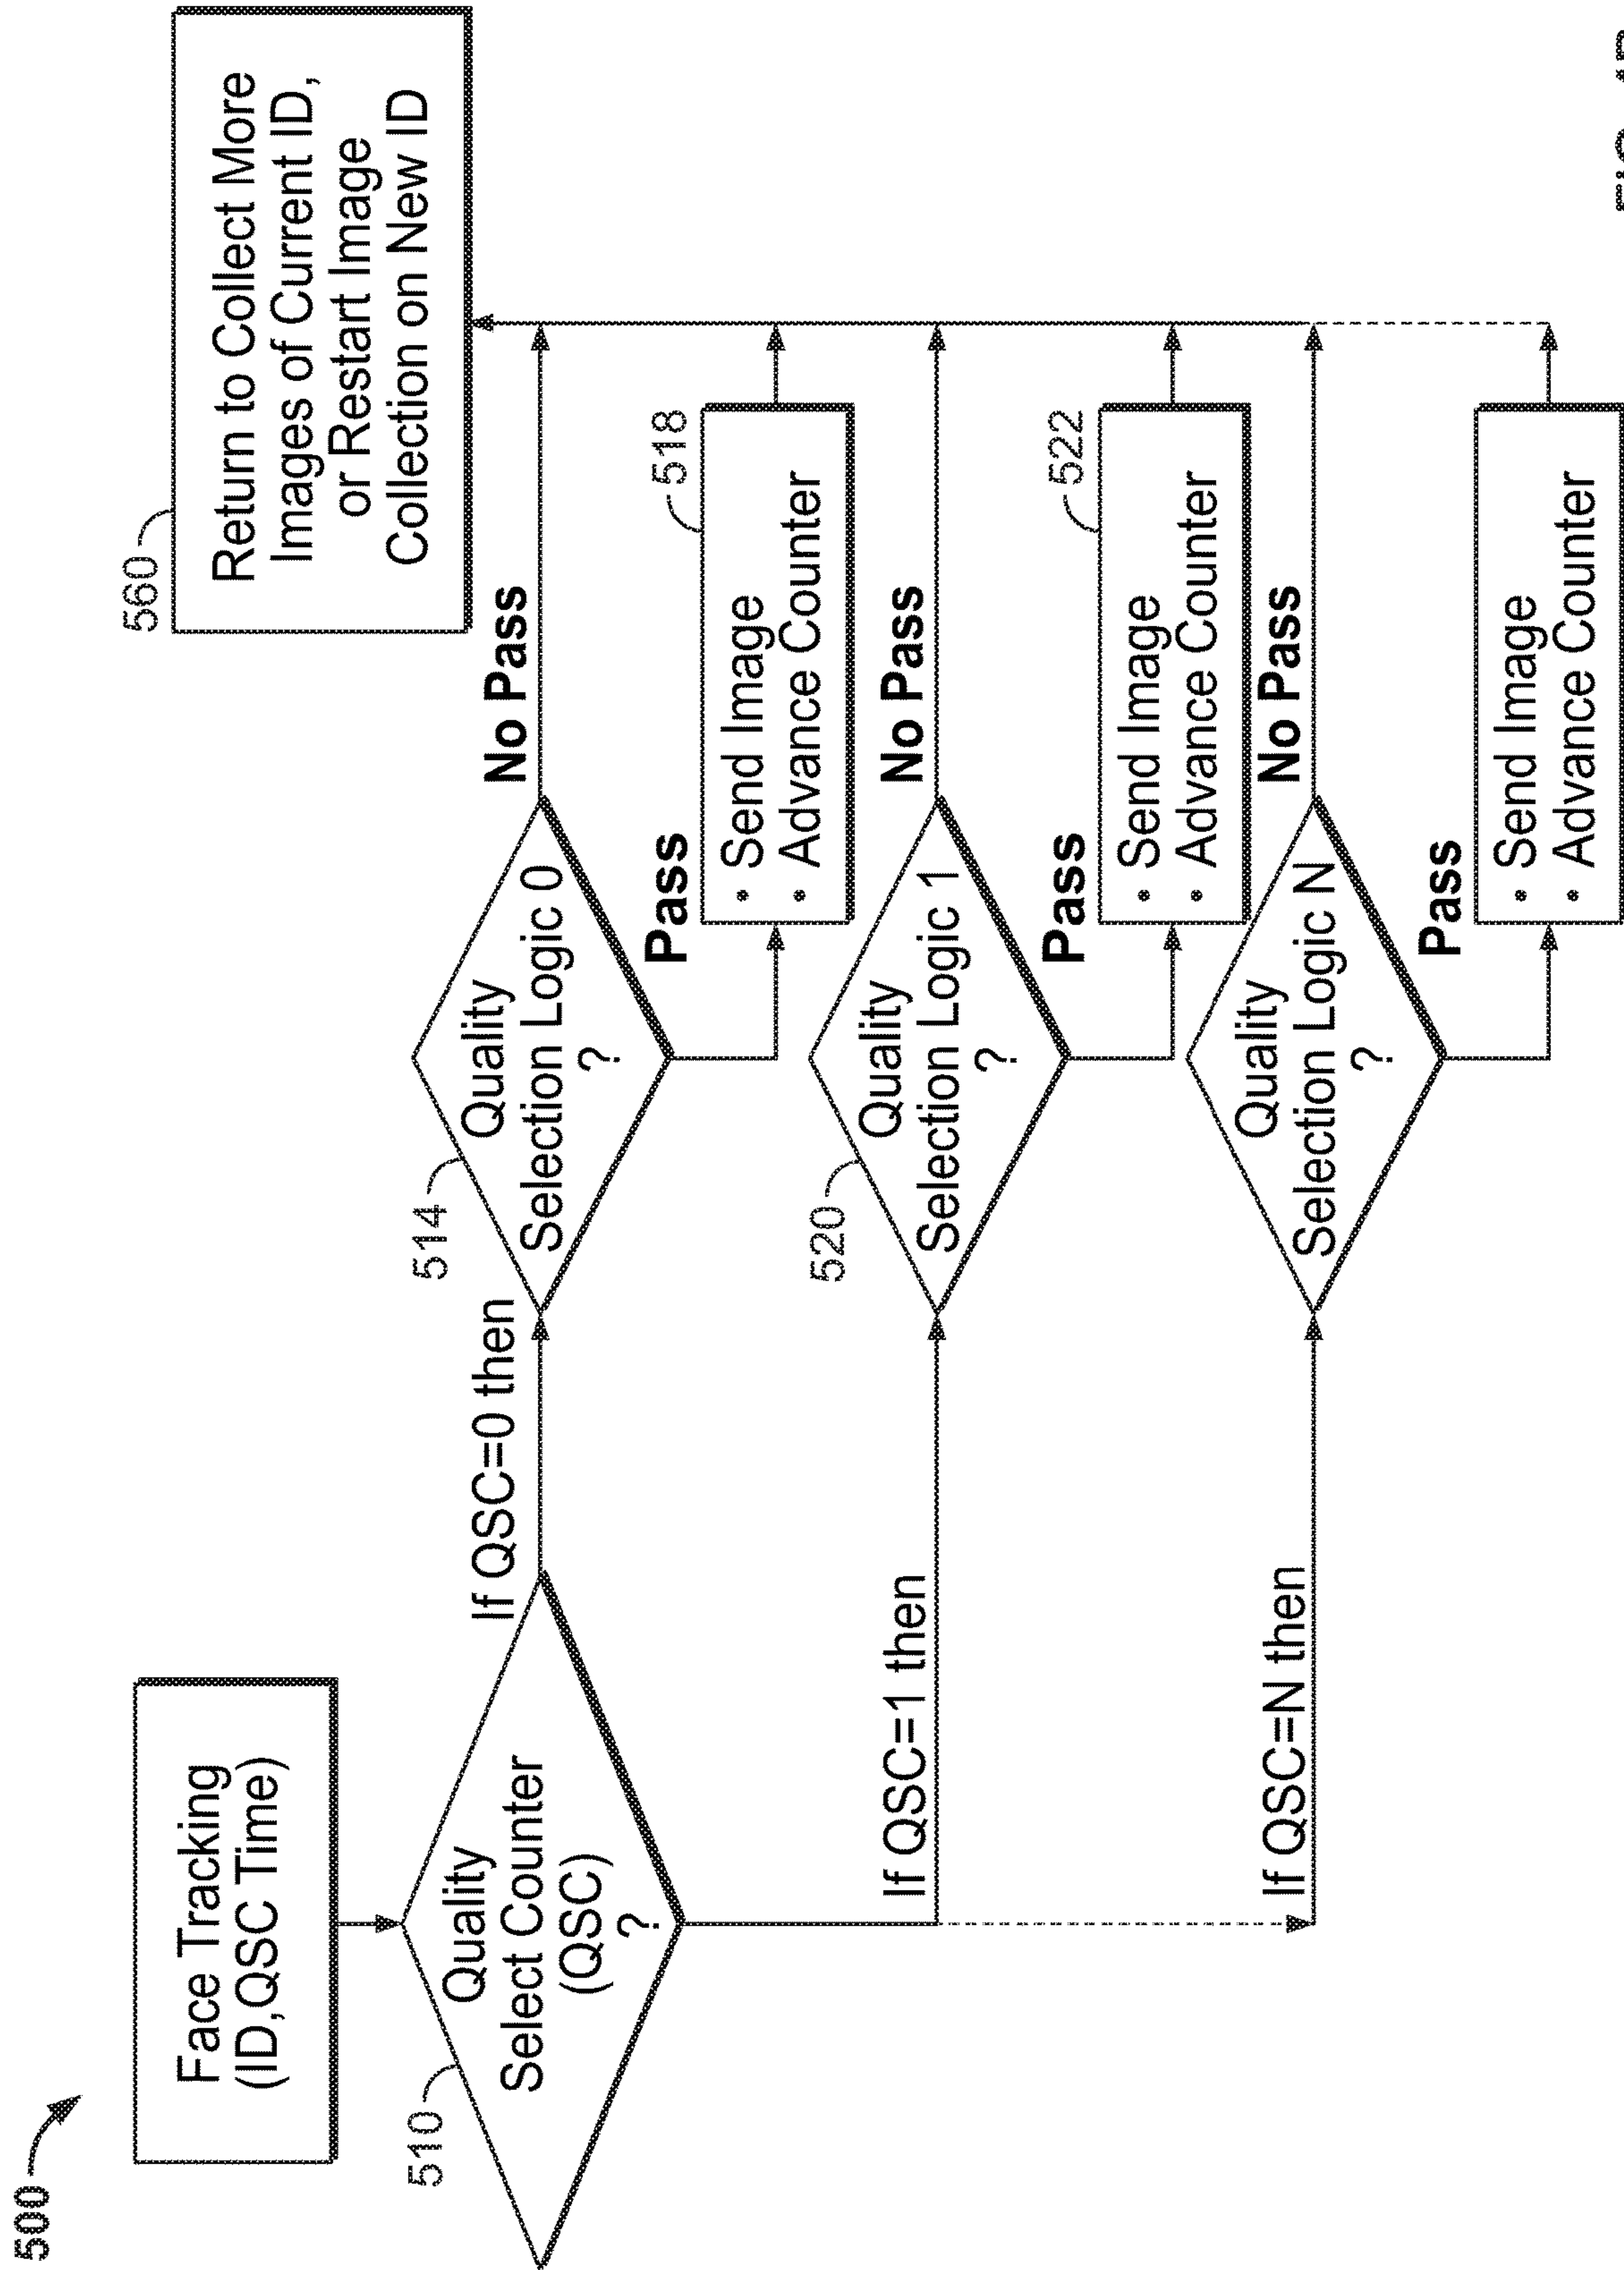 500
Face Tracking
(ID,QSC Time)
510
Quality
Select Counter
(QSC)
?
If QSC=0 then
514
Quality
Selection Logic 0
?
No Pass
560
Return to Collect More
Images of Current ID,
or Restart Image
Collection on New ID
Pass
518
• Send Image
• Advance Counter
If QSC=1 then
520
Quality
Selection Logic 1
?
No Pass
Pass
522
• Send Image
• Advance Counter
If QSC=N then
Quality
Selection Logic N
?
No Pass
Pass
• Send Image
• Advance Counter